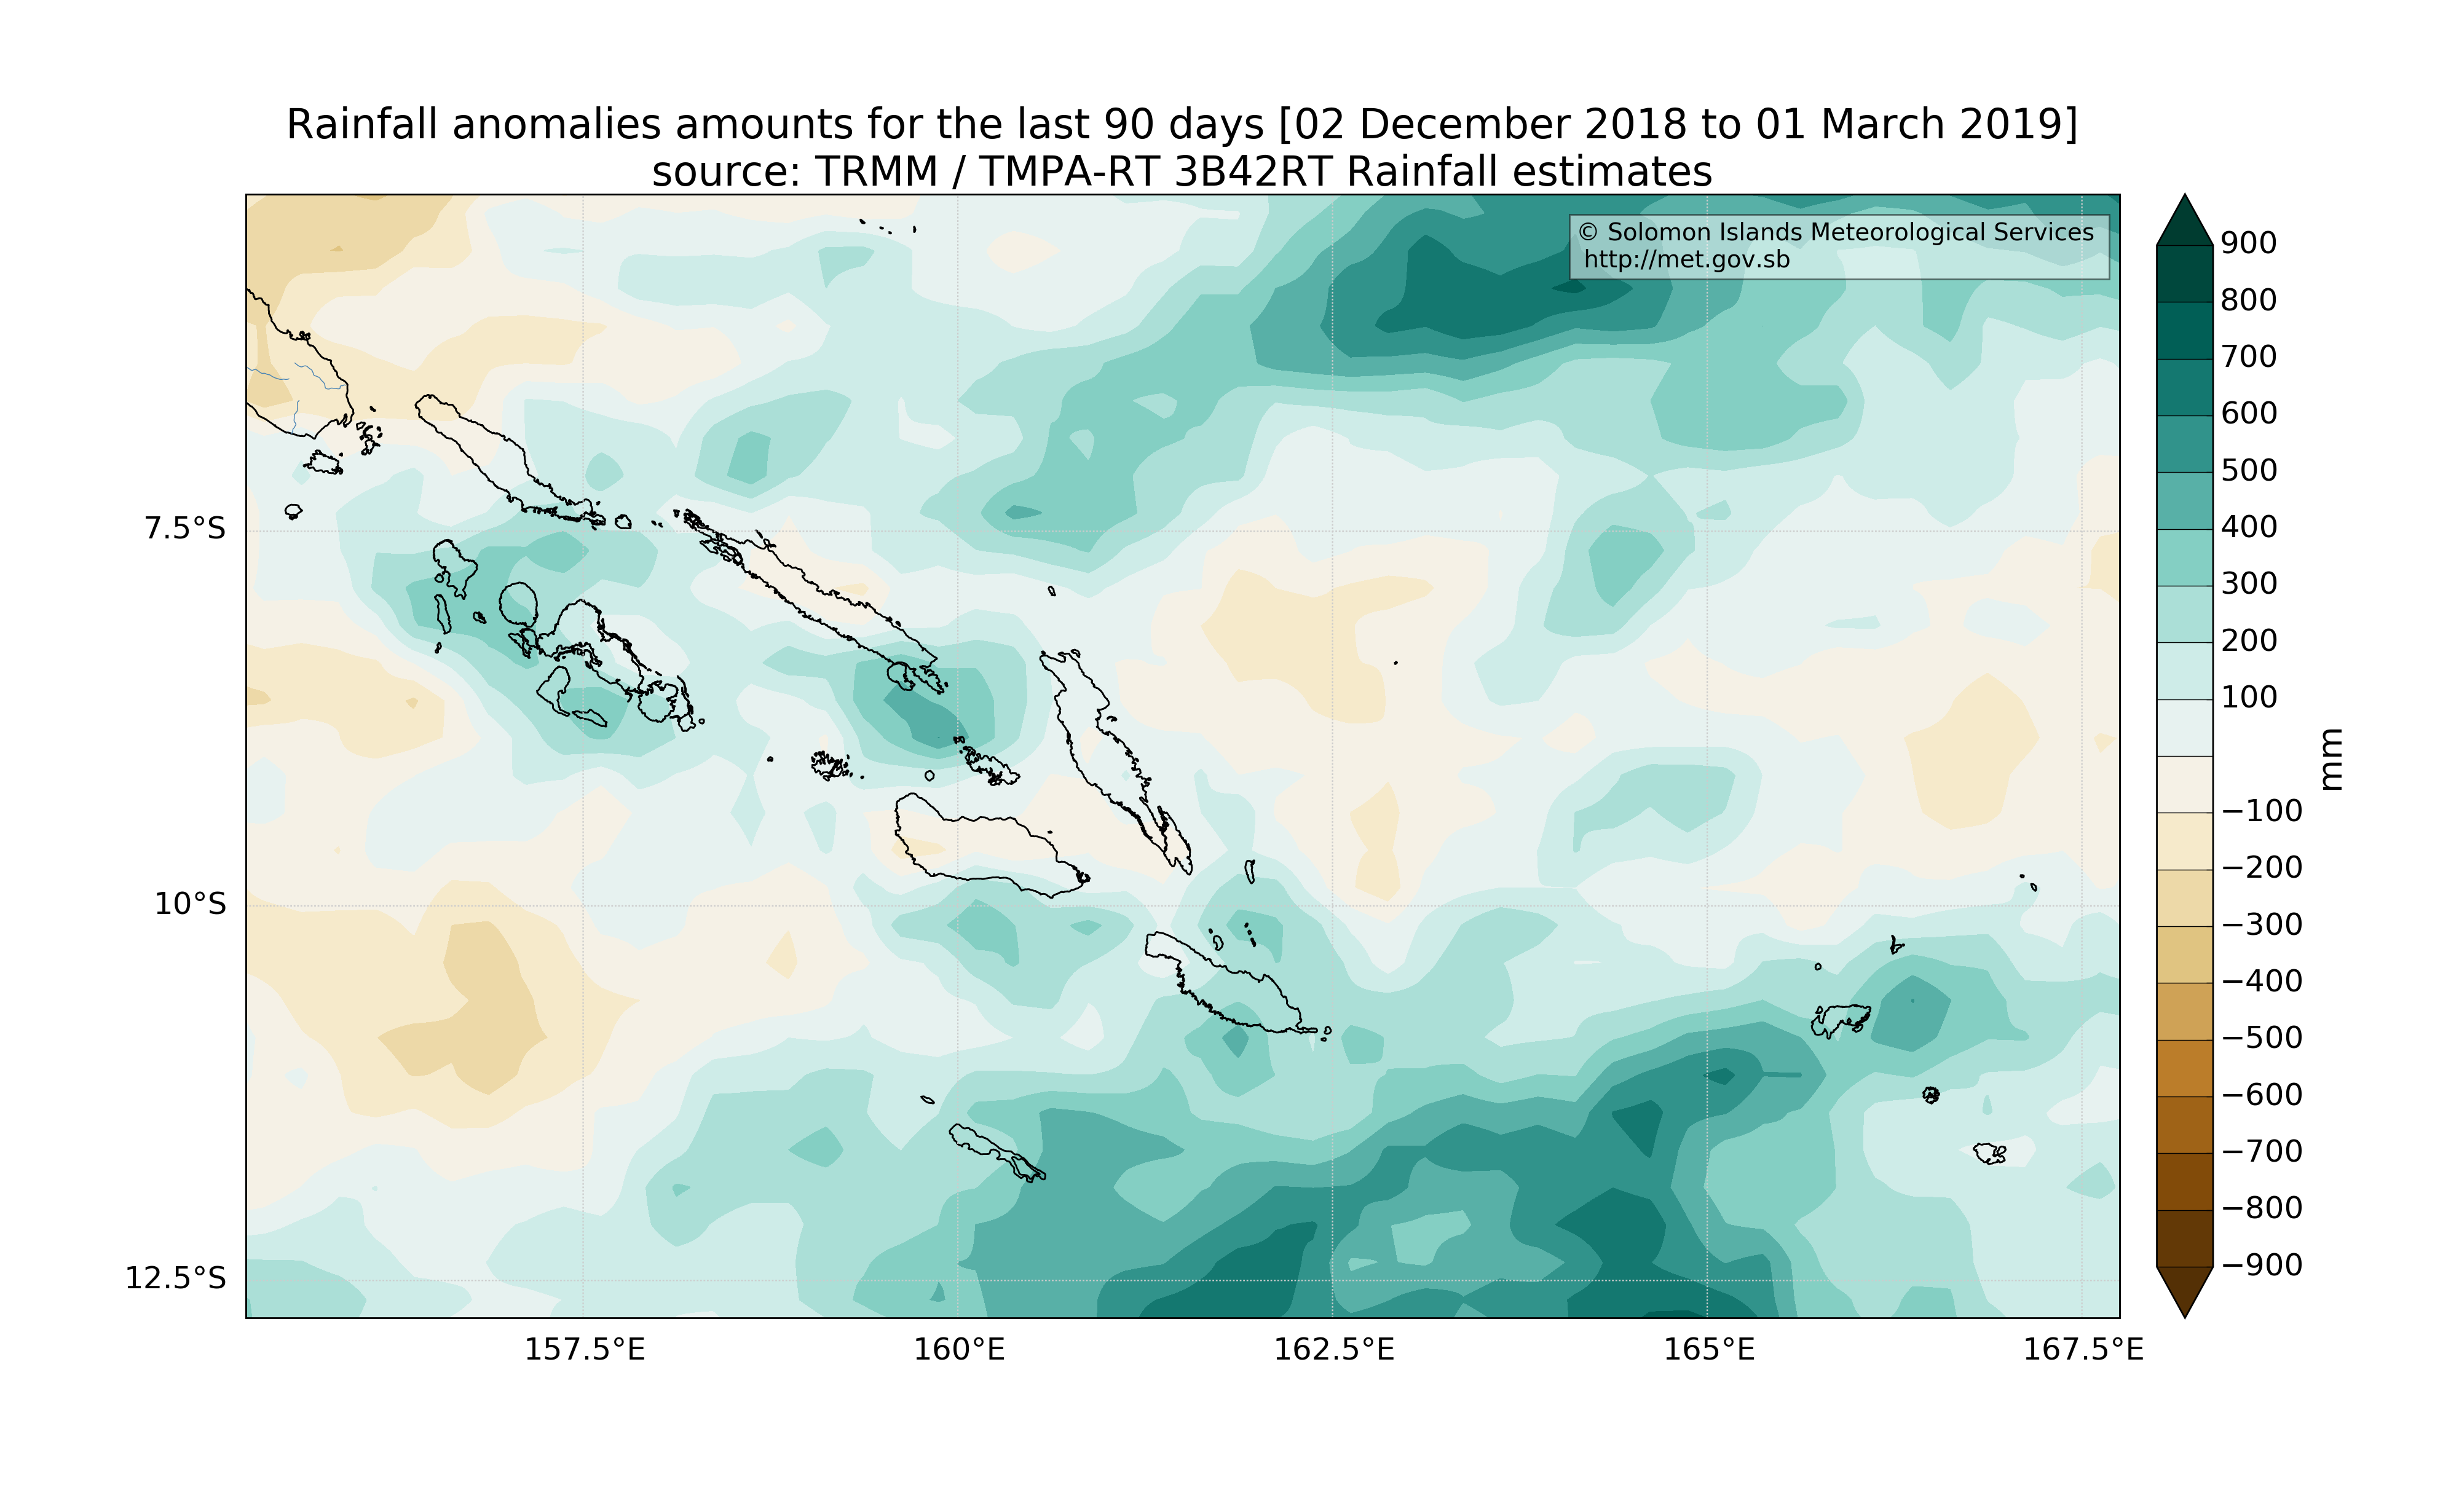 Rainfall anomalies amounts for the last 90 days [02 December 2018 to 01 March 2019]
source: TRMM / TMPA-RT 3B42RT Rainfall estimates
© Solomon Islands Meteorological Services
http://met.gov.sb
7.5°S
10°S
12.5°S
157.5°E
160°E
162.5°E
165°E
167.5°E
900
800
700
600
500
400
300
200
100
−100
−200
−300
−400
−500
−600
−700
−800
−900
mm